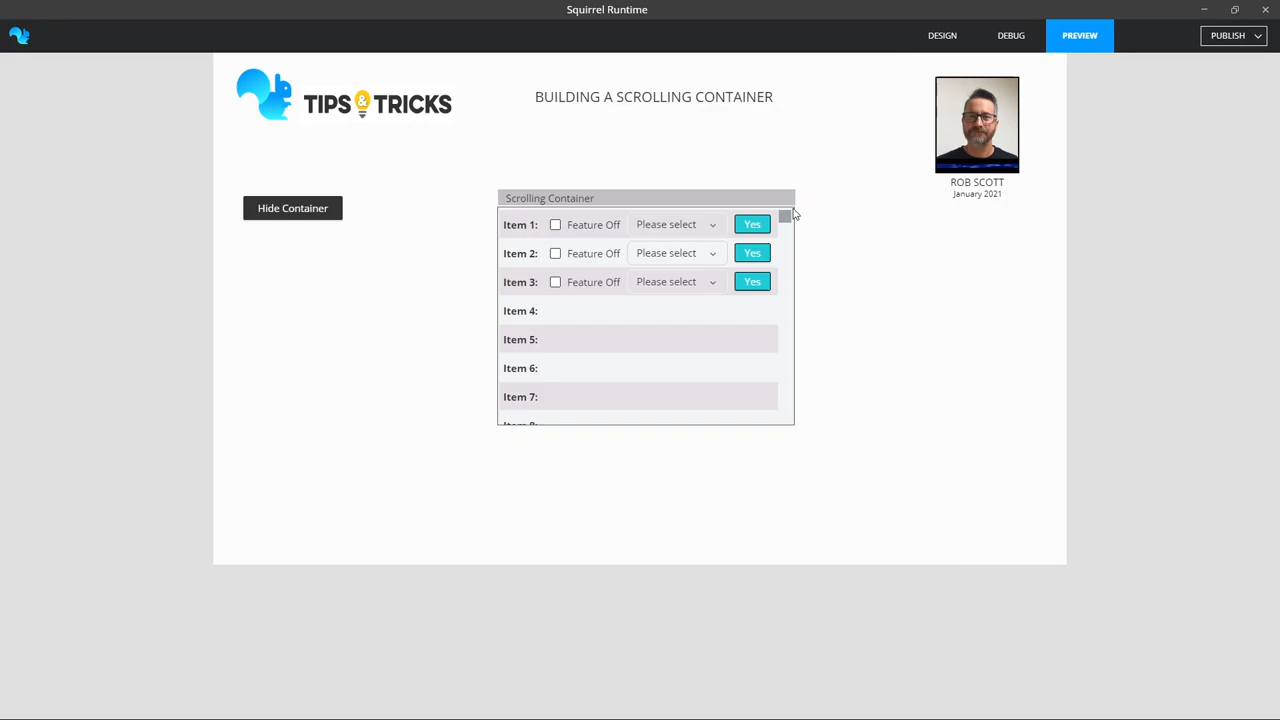 Squirrel Runtime
DESIGN DEBUG PREVIEW PUBLISH
TIPS & TRICKS
BUILDING A SCROLLING CONTAINER
ROB SCOTT
January 2021
Hide Container
Scrolling Container
Item 1: Feature Off Please select Yes
Item 2: Feature Off Please select Yes
Item 3: Feature Off Please select Yes
Item 4:
Item 5:
Item 6:
Item 7:
Item 8: